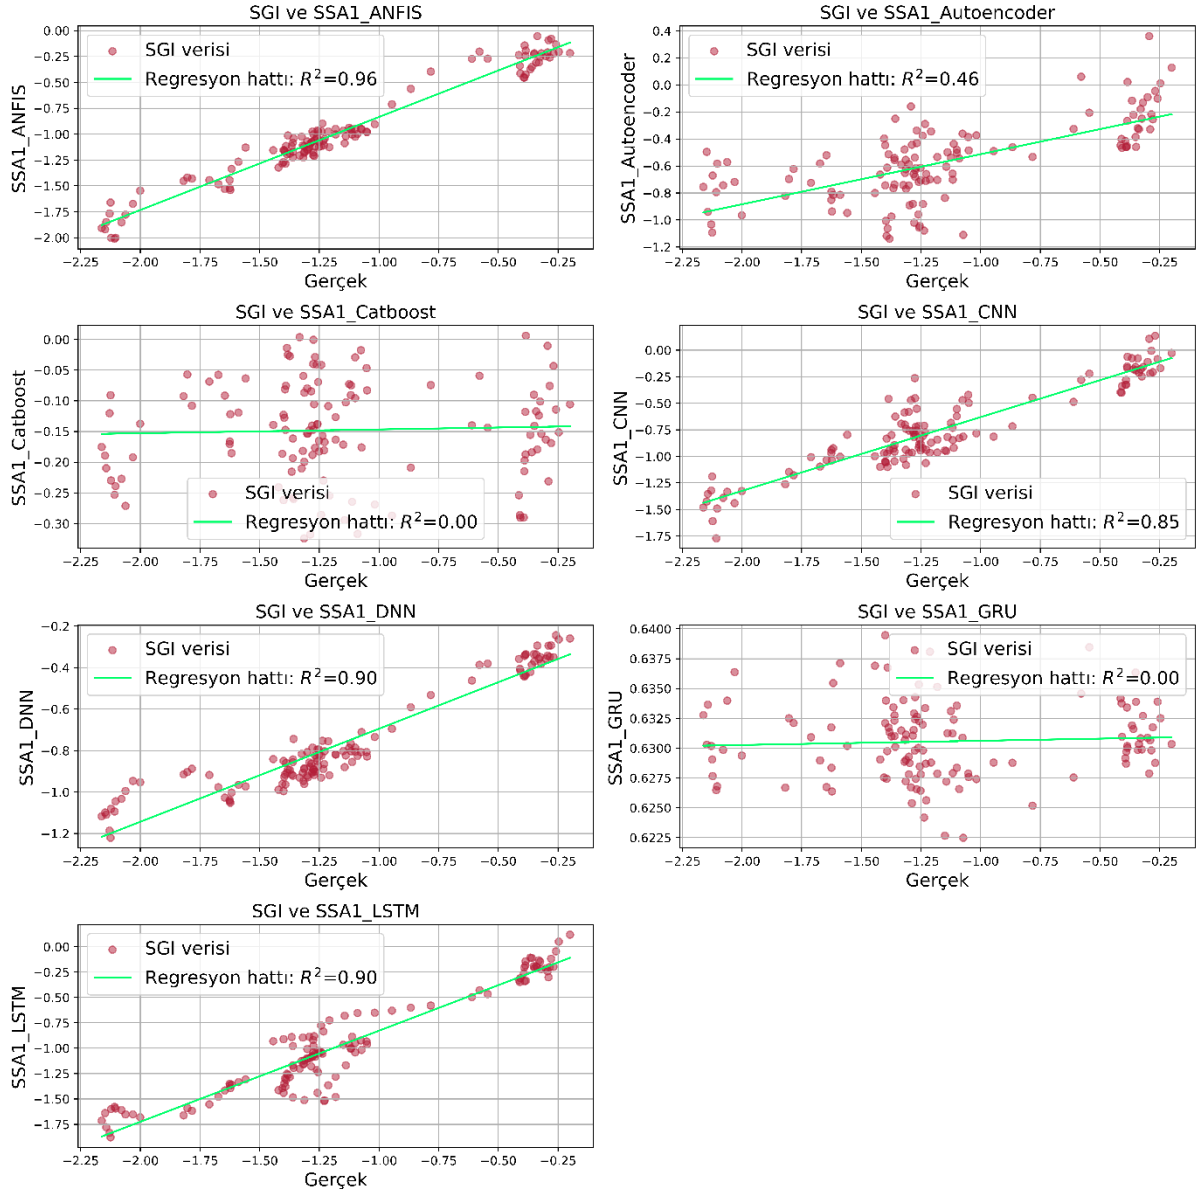 SGI ve SSA1_ANFIS
0.00
−0.25
−0.50
−0.75
−1.00
−1.25
−1.50
−1.75
−2.00
SSA1_ANFIS
SGI verisi
Regresyon hattı: R²=0.96
−2.25 −2.00 −1.75 −1.50 −1.25 −1.00 −0.75 −0.50 −0.25
Gerçek
SGI ve SSA1_Autoencoder
0.4
0.2
0.0
−0.2
−0.4
−0.6
−0.8
−1.0
−1.2
SSA1_Autoencoder
SGI verisi
Regresyon hattı: R²=0.46
−2.25 −2.00 −1.75 −1.50 −1.25 −1.00 −0.75 −0.50 −0.25
Gerçek
SGI ve SSA1_Catboost
0.00
−0.05
−0.10
−0.15
−0.20
−0.25
−0.30
SSA1_Catboost
SGI verisi
Regresyon hattı: R²=0.00
−2.25 −2.00 −1.75 −1.50 −1.25 −1.00 −0.75 −0.50 −0.25
Gerçek
SGI ve SSA1_CNN
0.00
−0.25
−0.50
−0.75
−1.00
−1.25
−1.50
−1.75
SSA1_CNN
SGI verisi
Regresyon hattı: R²=0.85
−2.25 −2.00 −1.75 −1.50 −1.25 −1.00 −0.75 −0.50 −0.25
Gerçek
SGI ve SSA1_DNN
−0.2
−0.4
−0.6
−0.8
−1.0
−1.2
SSA1_DNN
SGI verisi
Regresyon hattı: R²=0.90
−2.25 −2.00 −1.75 −1.50 −1.25 −1.00 −0.75 −0.50 −0.25
Gerçek
SGI ve SSA1_GRU
0.6400
0.6375
0.6350
0.6325
0.6300
0.6275
0.6250
0.6225
SSA1_GRU
SGI verisi
Regresyon hattı: R²=0.00
−2.25 −2.00 −1.75 −1.50 −1.25 −1.00 −0.75 −0.50 −0.25
Gerçek
SGI ve SSA1_LSTM
0.00
−0.25
−0.50
−0.75
−1.00
−1.25
−1.50
−1.75
SSA1_LSTM
SGI verisi
Regresyon hattı: R²=0.90
−2.25 −2.00 −1.75 −1.50 −1.25 −1.00 −0.75 −0.50 −0.25
Gerçek